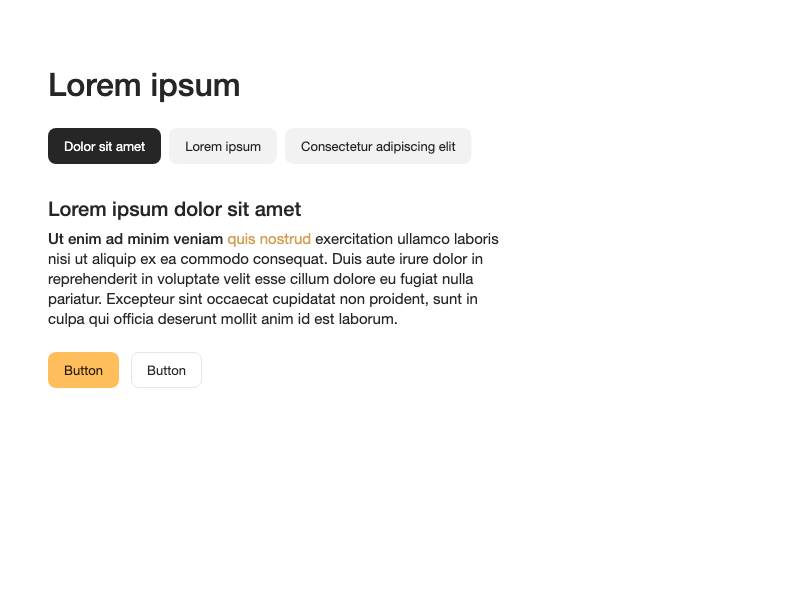 Lorem ipsum
Dolor sit amet
Lorem ipsum
Consectetur adipiscing elit
Lorem ipsum dolor sit amet
Ut enim ad minim veniam quis nostrud exercitation ullamco laboris
nisi ut aliquip ex ea commodo consequat. Duis aute irure dolor in
reprehenderit in voluptate velit esse cillum dolore eu fugiat nulla
pariatur. Excepteur sint occaecat cupidatat non proident, sunt in
culpa qui officia deserunt mollit anim id est laborum.
Button
Button